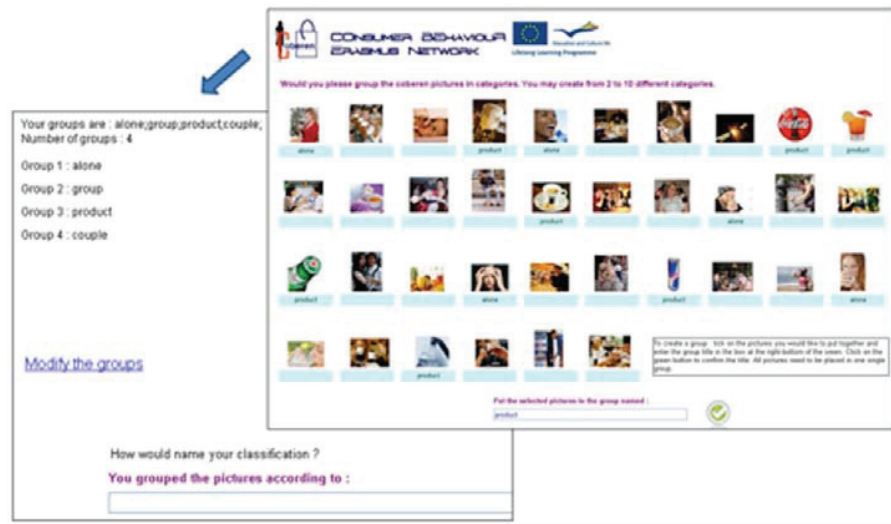 Coberen
CONSUMER BEHAVIOUR
ERASMUS NETWORK
Education and Culture DG
Lifelong Learning Programme
Would you please group the coberen pictures in categories. You may create from 2 to 10 different categories.
alone
product
alone
product
product
product
alone
product
alone
product
alone
product
To create a group : tick on the pictures you would like to put together and
enter the group title in the box at the right-bottom of the screen. Click on the
green button to confirm the title. All pictures need to be placed in one single
group.
Put the selected pictures to the group named :
product
Your groups are : alone;group;product;couple;
Number of groups : 4
Group 1 : alone
Group 2 : group
Group 3 : product
Group 4 : couple
Modify the groups
How would name your classification ?
You grouped the pictures according to :